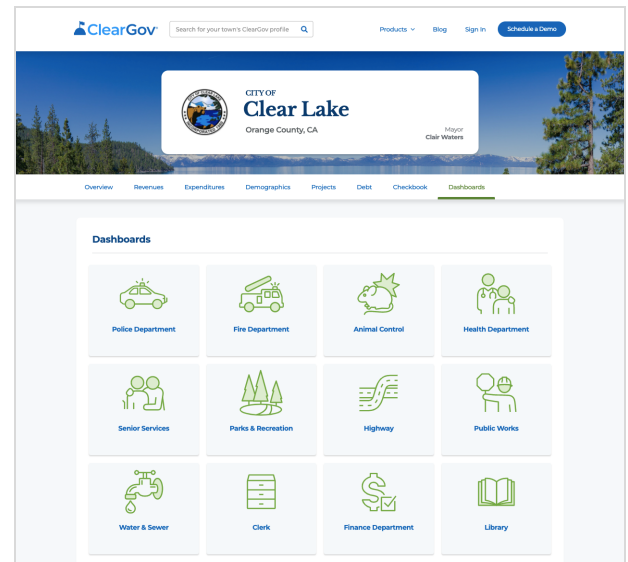 ClearGov
Search for your town's ClearGov profile
Products
Blog
Sign In
Schedule a Demo
CITY OF
Clear Lake
Orange County, CA
Mayor
Clair Waters
Overview
Revenues
Expenditures
Demographics
Projects
Debt
Checkbook
Dashboards
Dashboards
Police Department
Fire Department
Animal Control
Health Department
Senior Services
Parks & Recreation
Highway
Public Works
Water & Sewer
Clerk
Finance Department
Library